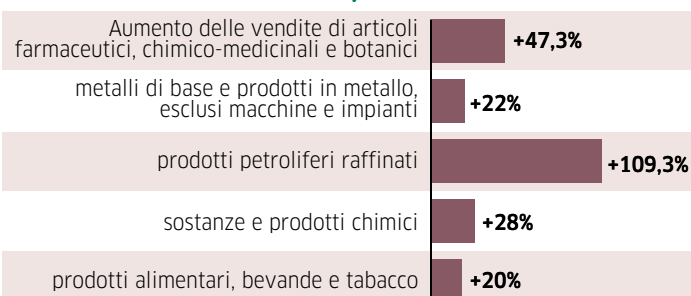 Aumento delle vendite di articoli
farmaceutici, chimico-medicinali e botanici
+47,3%
metalli di base e prodotti in metallo,
esclusi macchine e impianti
+22%
prodotti petroliferi raffinati
+109,3%
sostanze e prodotti chimici
+28%
prodotti alimentari, bevande e tabacco
+20%